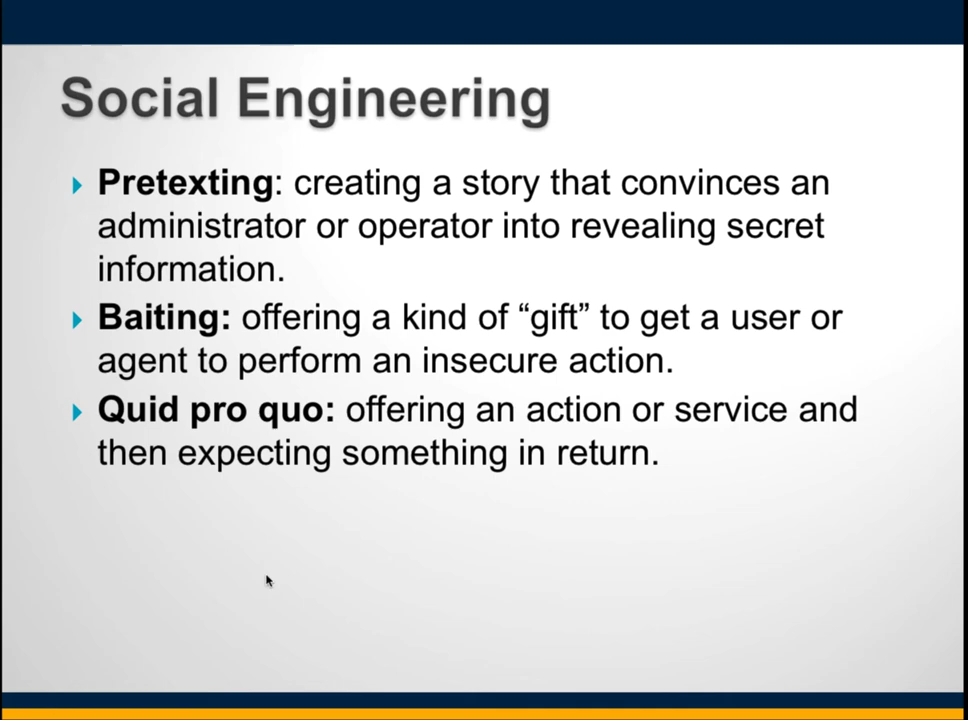 Social Engineering
Pretexting: creating a story that convinces an
administrator or operator into revealing secret
information.
Baiting: offering a kind of “gift” to get a user or
agent to perform an insecure action.
Quid pro quo: offering an action or service and
then expecting something in return.